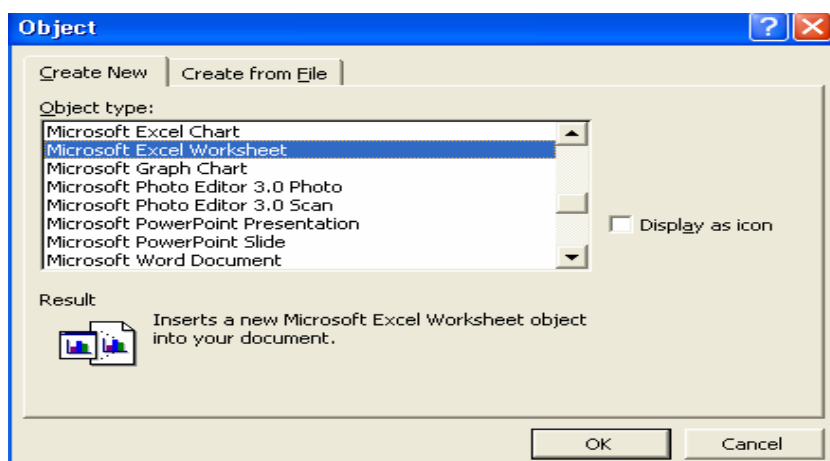 Object
Create New
Create from File
Object type:
Microsoft Excel Chart
Microsoft Excel Worksheet
Microsoft Graph Chart
Microsoft Photo Editor 3.0 Photo
Microsoft Photo Editor 3.0 Scan
Microsoft PowerPoint Presentation
Microsoft PowerPoint Slide
Microsoft Word Document
Display as icon
Result
Inserts a new Microsoft Excel Worksheet object
into your document.
OK
Cancel